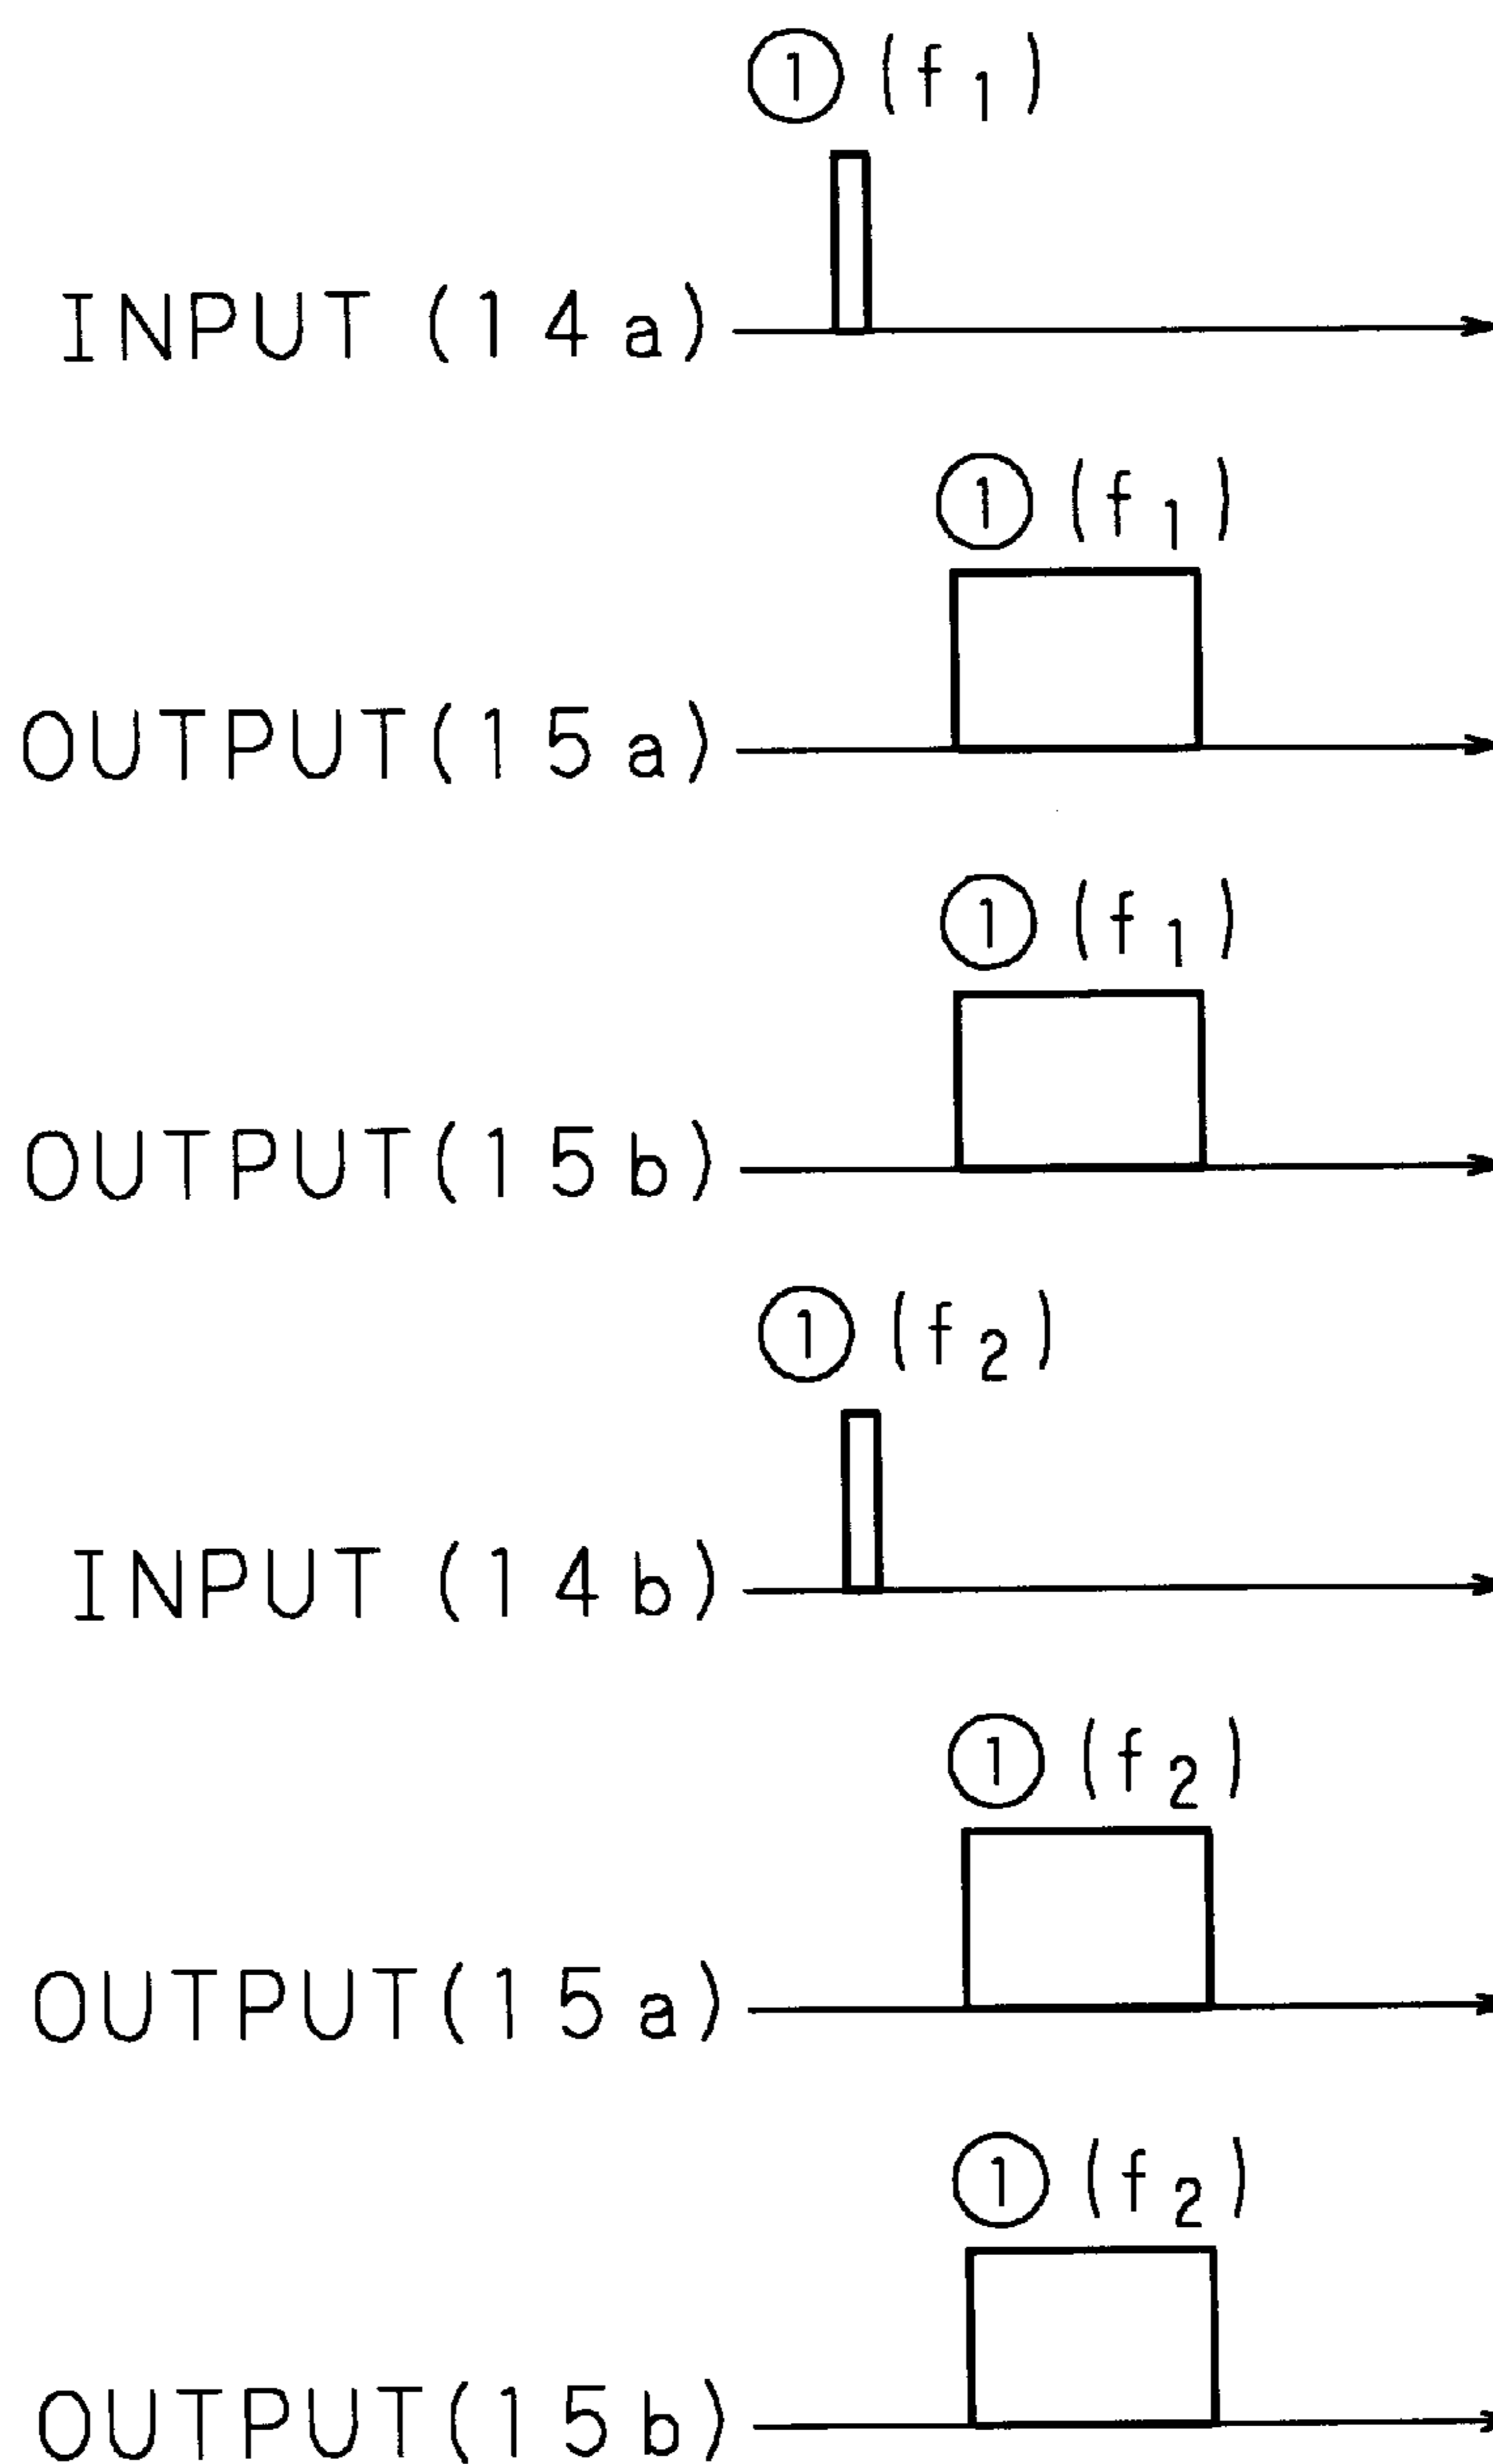 ① (f1)
INPUT (14a)
① (f1)
OUTPUT(15a)
① (f1)
OUTPUT(15b)
① (f2)
INPUT (14b)
① (f2)
OUTPUT(15a)
① (f2)
OUTPUT(15b)